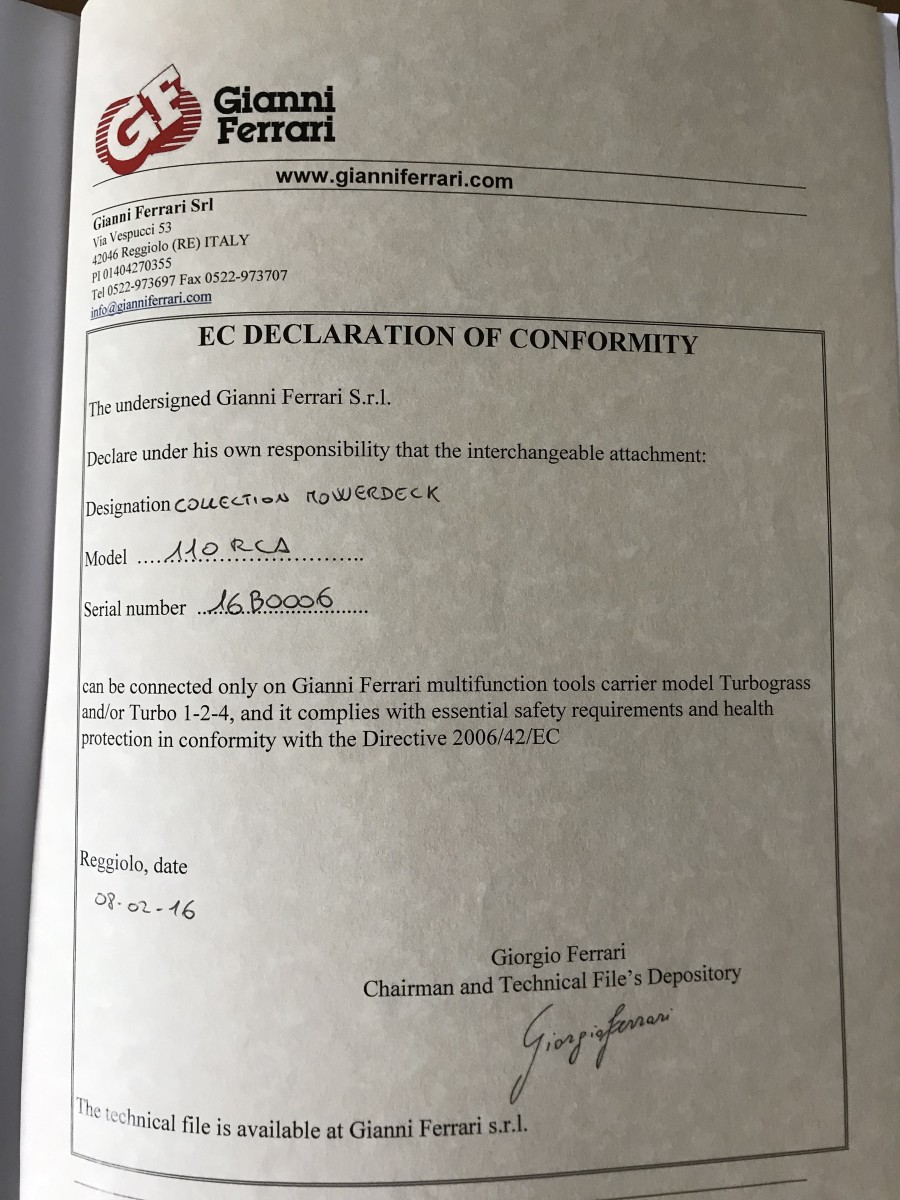 GF
Gianni
Ferrari
www.gianniferrari.com
Gianni Ferrari Srl
Via Vespucci 53
42046 Reggiolo (RE) ITALY
PI 01404270355
Tel 0522-973697 Fax 0522-973707
info@gianniferrari.com
EC DECLARATION OF CONFORMITY
The undersigned Gianni Ferrari S.r.l.
Declare under his own responsibility that the interchangeable attachment:
Designation COLLECTION MOWERDECK
Model ....110 RCA..............................
Serial number ..16B0006......................
can be connected only on Gianni Ferrari multifunction tools carrier model Turbograss
and/or Turbo 1-2-4, and it complies with essential safety requirements and health
protection in conformity with the Directive 2006/42/EC
Reggiolo, date
08-02-16
Giorgio Ferrari
Chairman and Technical File's Depository
Giorgio Ferrari
The technical file is available at Gianni Ferrari s.r.l.